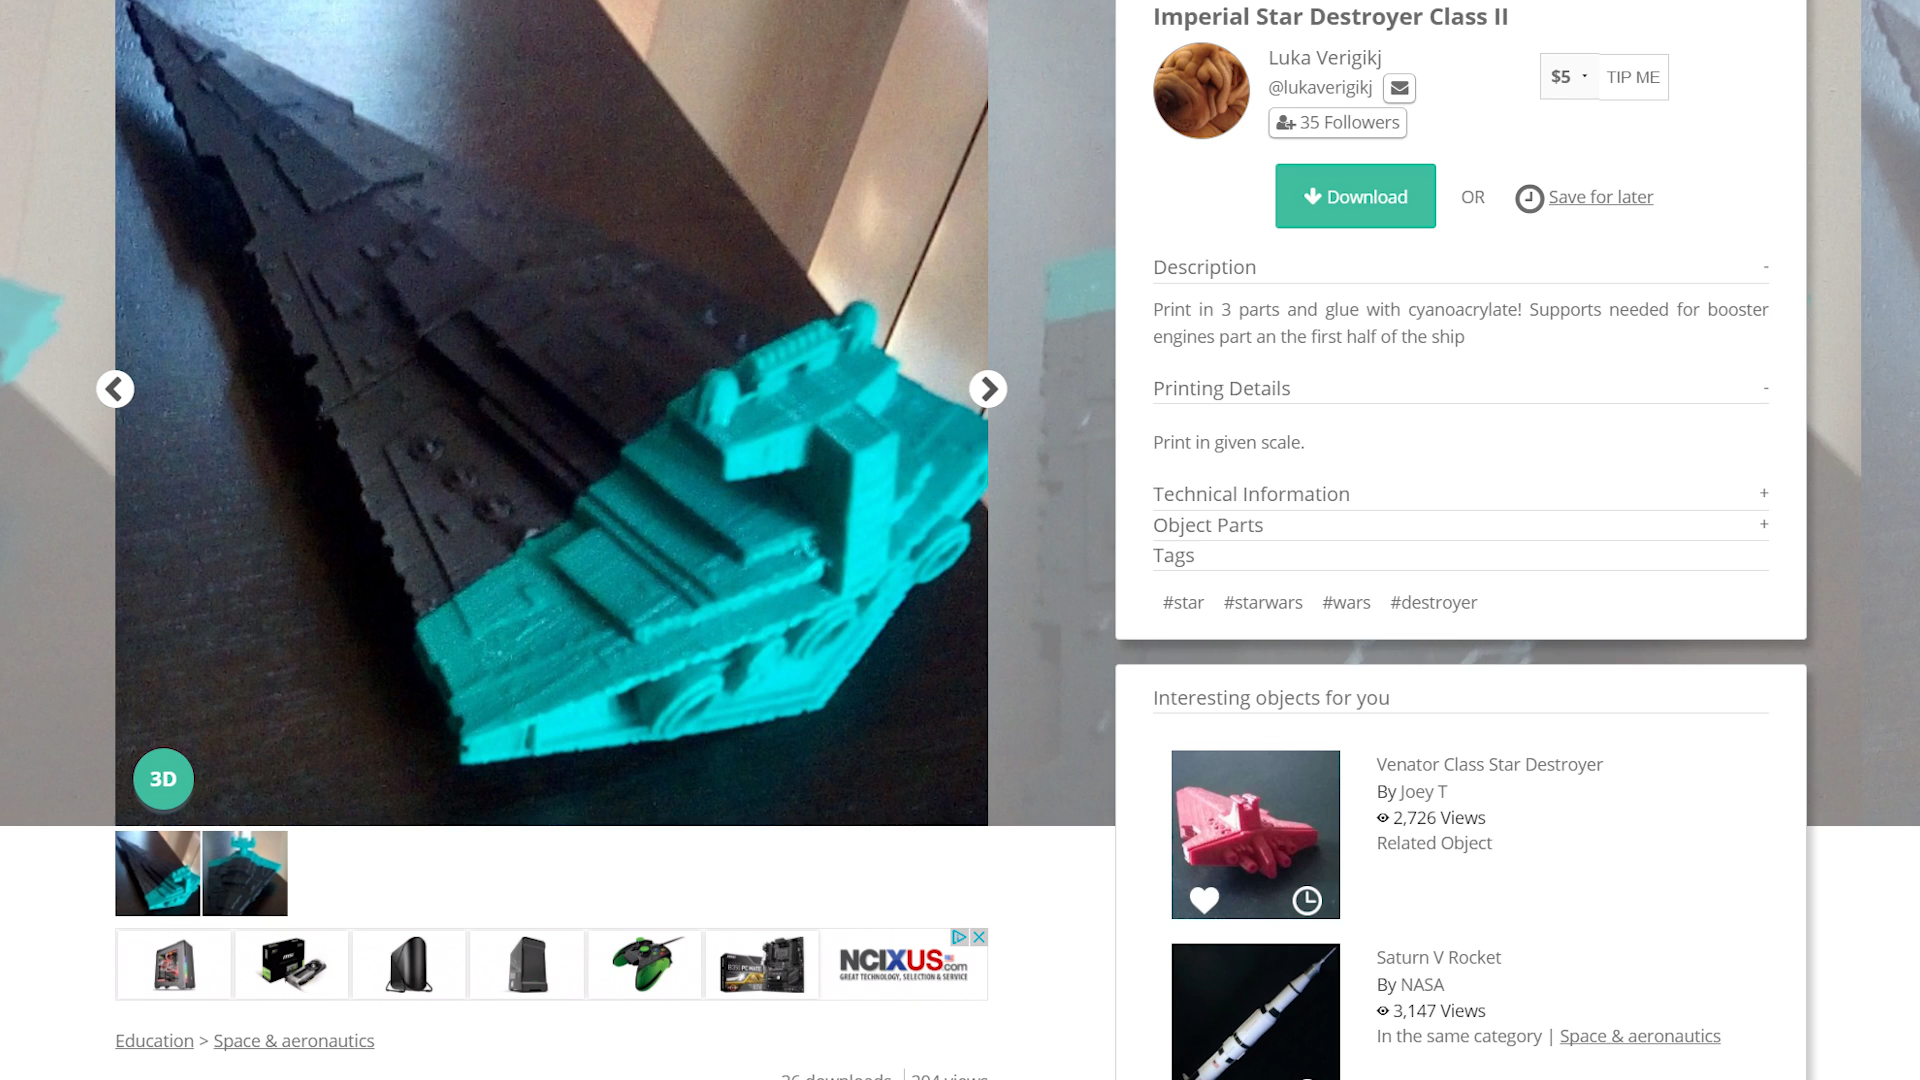 Imperial Star Destroyer Class II
Luka Verigikj
@lukaverigikj
35 Followers
$5
TIP ME
Download
OR
Save for later
Description
-
Print in 3 parts and glue with cyanoacrylate! Supports needed for booster
engines part an the first half of the ship
Printing Details
-
Print in given scale.
Technical Information
+
Object Parts
+
Tags
#star #starwars #wars #destroyer
3D
NCIXUS.com
GREAT TECHNOLOGY, SELECTION & SERVICE
Education > Space & aeronautics
Interesting objects for you
Venator Class Star Destroyer
By Joey T
2,726 Views
Related Object
Saturn V Rocket
By NASA
3,147 Views
In the same category | Space & aeronautics